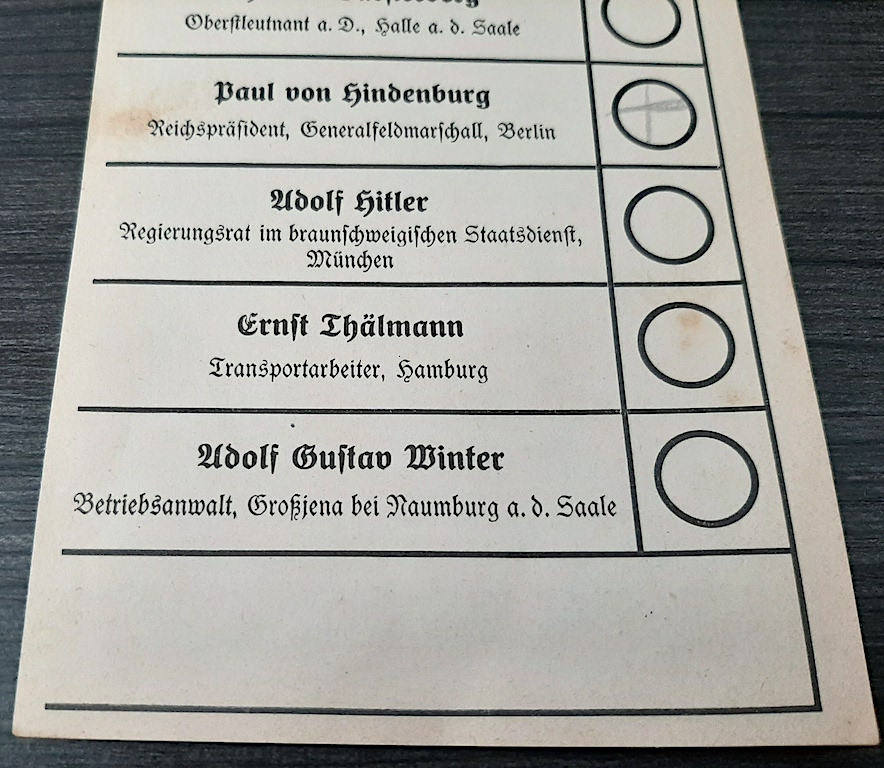 Oberstleutnant a. D., Halle a. d. Saale
Paul von Hindenburg
Reichspräsident, Generalfeldmarschall, Berlin
Adolf Hitler
Regierungsrat im braunschweigischen Staatsdienst,
München
Ernst Thälmann
Transportarbeiter, Hamburg
Adolf Gustav Winter
Betriebsanwalt, Großjena bei Naumburg a. d. Saale